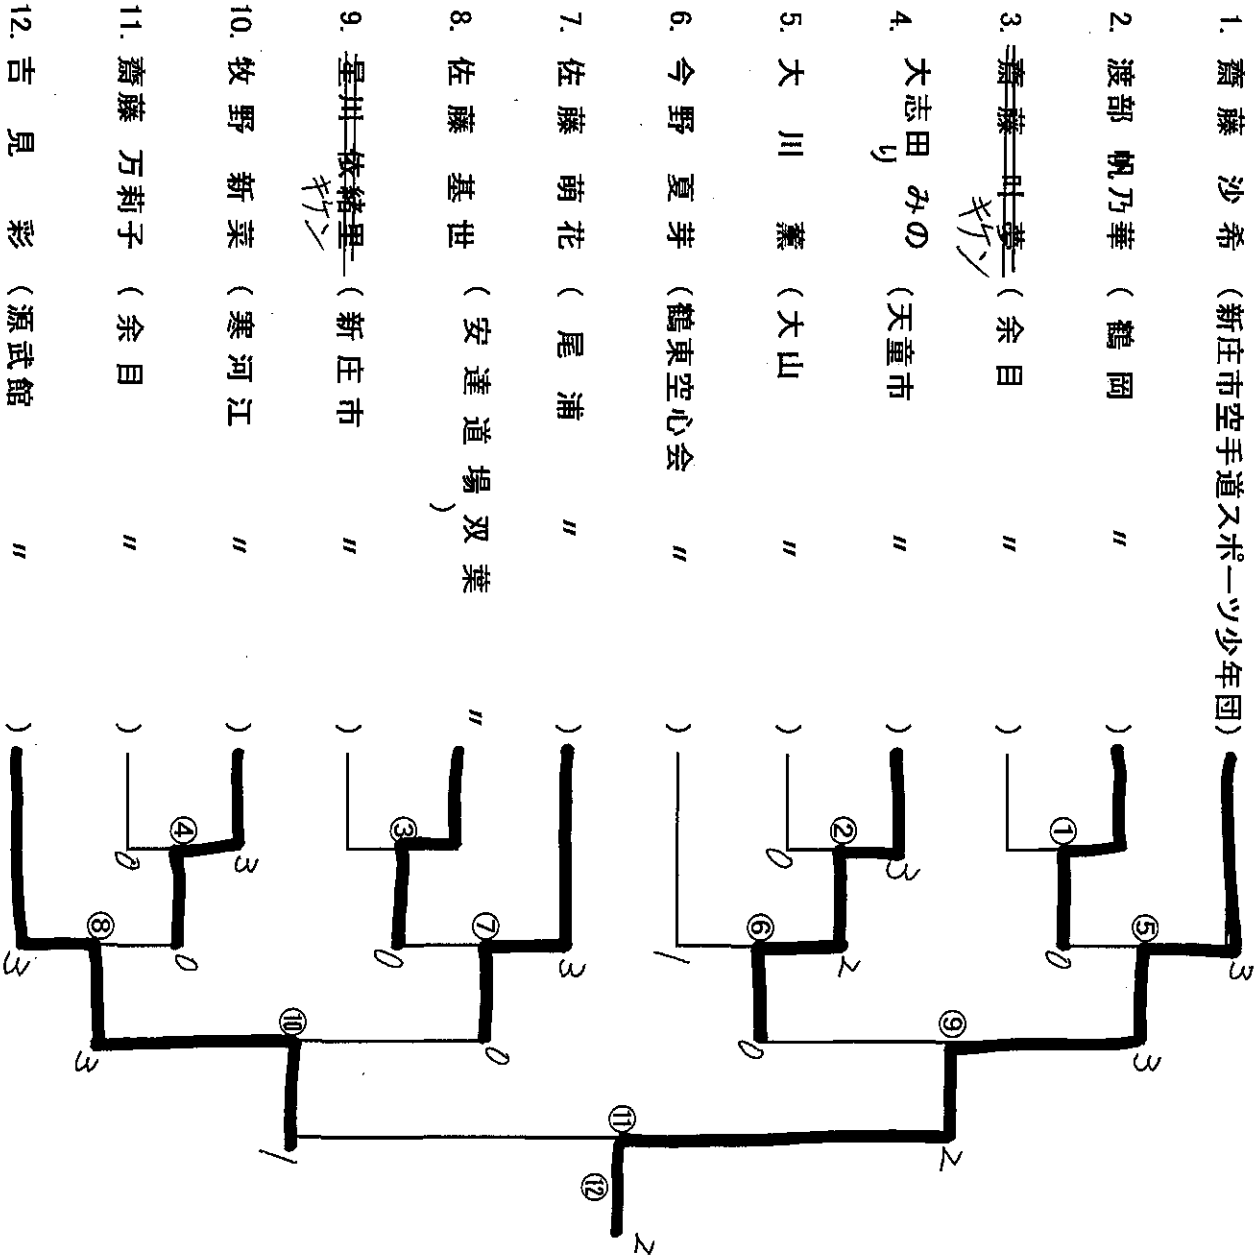 1. 齋藤 沙希 (新庄市空手道スポーツ少年団)
2. 渡部 帆乃華 ( 鶴岡 〃 )
3. 齋藤 叶夢 キケン ( 余目 〃 )
4. 大志田 みのり (天童市 〃 )
5. 大川 薫 (大山 〃 )
6. 今野 夏芽 (鶴東空心会 〃 )
7. 佐藤 萌花 ( 尾浦 〃 )
8. 佐藤 基世 ( 安達道場双葉 〃 )
9. 星川 依緒里 キケン ( 新庄市 〃 )
10. 牧野 新菜 ( 寒河江 〃 )
11. 齋藤 万莉子 ( 余目 〃 )
12. 吉見 彩 (源武館 〃 )
① ② 3 0 ③ ④ 3 0
⑤ 3 0 ⑥ 2 1 ⑦ 3 0 ⑧ 0 3
⑨ 3 0 ⑩ 0 3
⑪ 2 1
⑫ 2